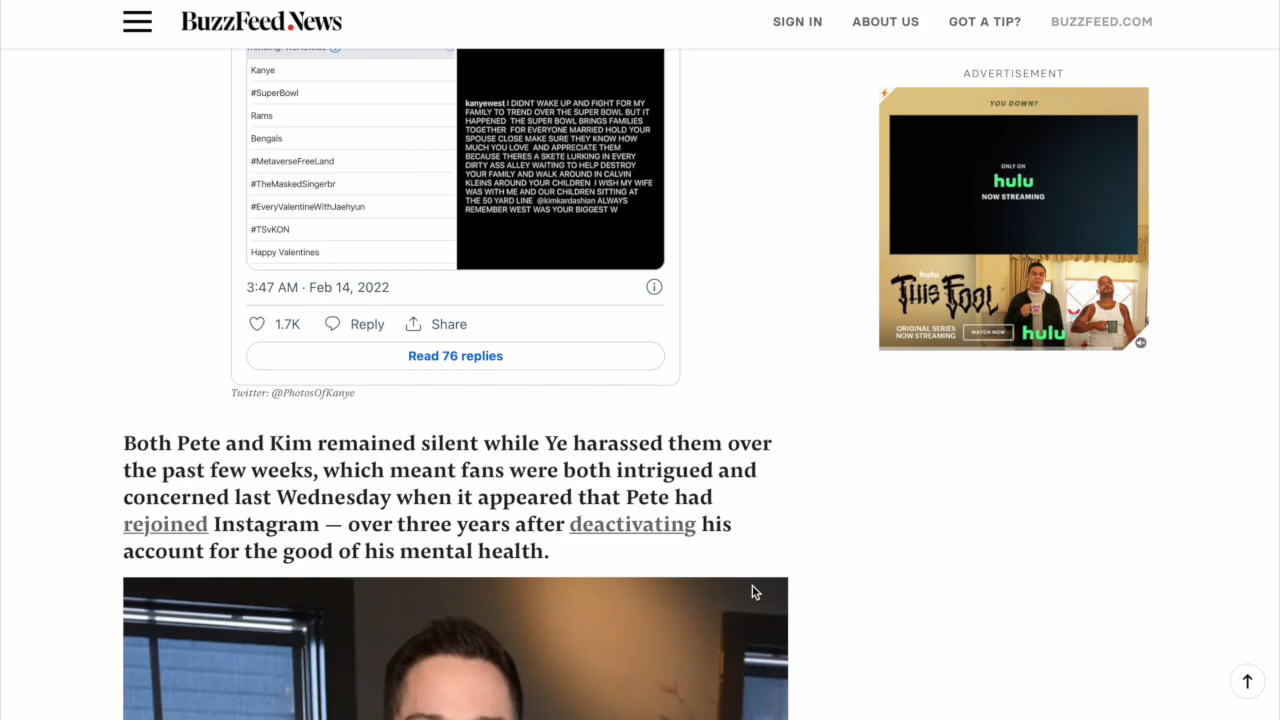 BuzzFeed News
SIGN IN
ABOUT US
GOT A TIP?
BUZZFEED.COM
Trending: Worldwide
Kanye
#SuperBowl
Rams
Bengals
#MetaverseFreeLand
#TheMaskedSingerbr
#EveryValentineWithJaehyun
#TSvKON
Happy Valentines
kanyewest I DIDNT WAKE UP AND FIGHT FOR MY
FAMILY TO TREND OVER THE SUPER BOWL BUT IT
HAPPENED THE SUPER BOWL BRINGS FAMILIES
TOGETHER FOR EVERYONE MARRIED HOLD YOUR
SPOUSE CLOSE MAKE SURE THEY KNOW HOW
MUCH YOU LOVE AND APPRECIATE THEM
BECAUSE THERES A SKETE LURKING IN EVERY
DIRTY ASS ALLEY WAITING TO HELP DESTROY
YOUR FAMILY AND WALK AROUND IN CALVIN
KLEINS AROUND YOUR CHILDREN I WISH MY WIFE
WAS WITH ME AND OUR CHILDREN SITTING AT
THE 50 YARD LINE @kimkardashian ALWAYS
REMEMBER WEST WAS YOUR BIGGEST W
3:47 AM · Feb 14, 2022
1.7K
Reply
Share
Read 76 replies
Twitter: @PhotosOfKanye
Both Pete and Kim remained silent while Ye harassed them over
the past few weeks, which meant fans were both intrigued and
concerned last Wednesday when it appeared that Pete had
rejoined Instagram — over three years after deactivating his
account for the good of his mental health.
ADVERTISEMENT
YOU DOWN?
ONLY ON
hulu
NOW STREAMING
hulu
THIS FOOL
ORIGINAL SERIES
NOW STREAMING
WATCH NOW
hulu